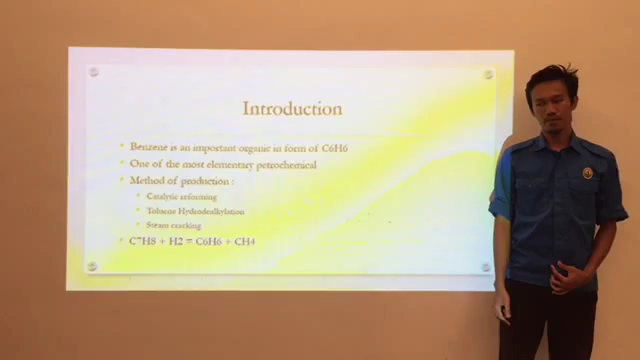 Introduction
Benzene is an important organic in form of C6H6
One of the most elementary petrochemical
Method of production :
Catalytic reforming
Toluene Hydrodealkylation
Steam cracking
C7H8 + H2 = C6H6 + CH4